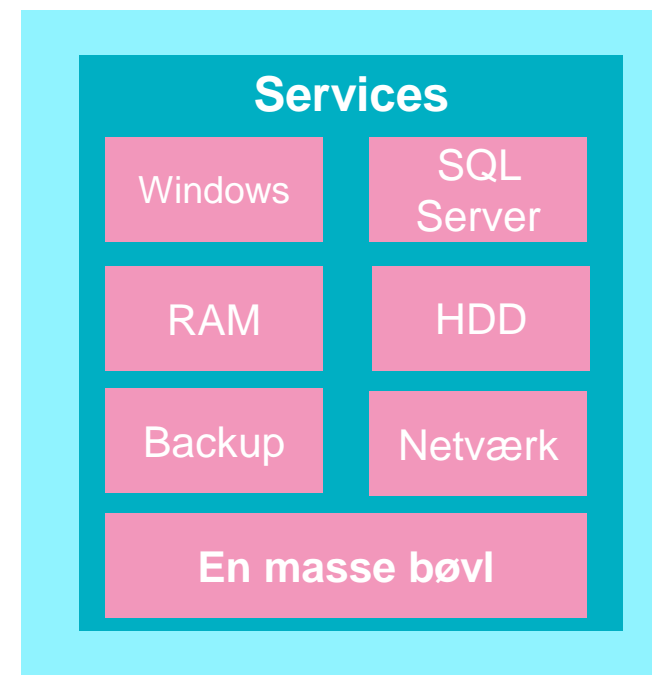 Services
Windows
SQL
Server
RAM
HDD
Backup
Netværk
En masse bøvl